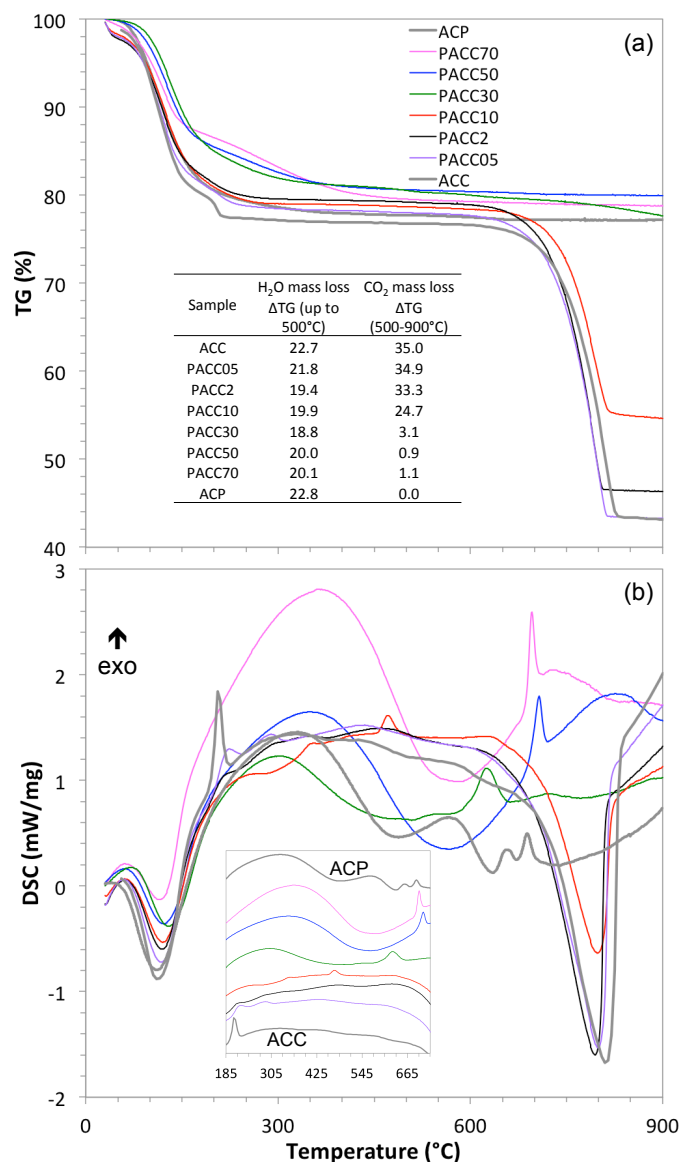 100
90
80
70
60
50
40
TG (%)
(a)
ACP
PACC70
PACC50
PACC30
PACC10
PACC2
PACC05
ACC
Sample
H2O mass loss
ΔTG (up to
500°C)
CO2 mass loss
ΔTG
(500-900°C)
ACC 22.7 35.0
PACC05 21.8 34.9
PACC2 19.4 33.3
PACC10 19.9 24.7
PACC30 18.8 3.1
PACC50 20.0 0.9
PACC70 20.1 1.1
ACP 22.8 0.0
3
2
1
0
-1
-2
DSC (mW/mg)
(b)
exo
ACP
ACC
185 305 425 545 665
0 300 600 900
Temperature (°C)